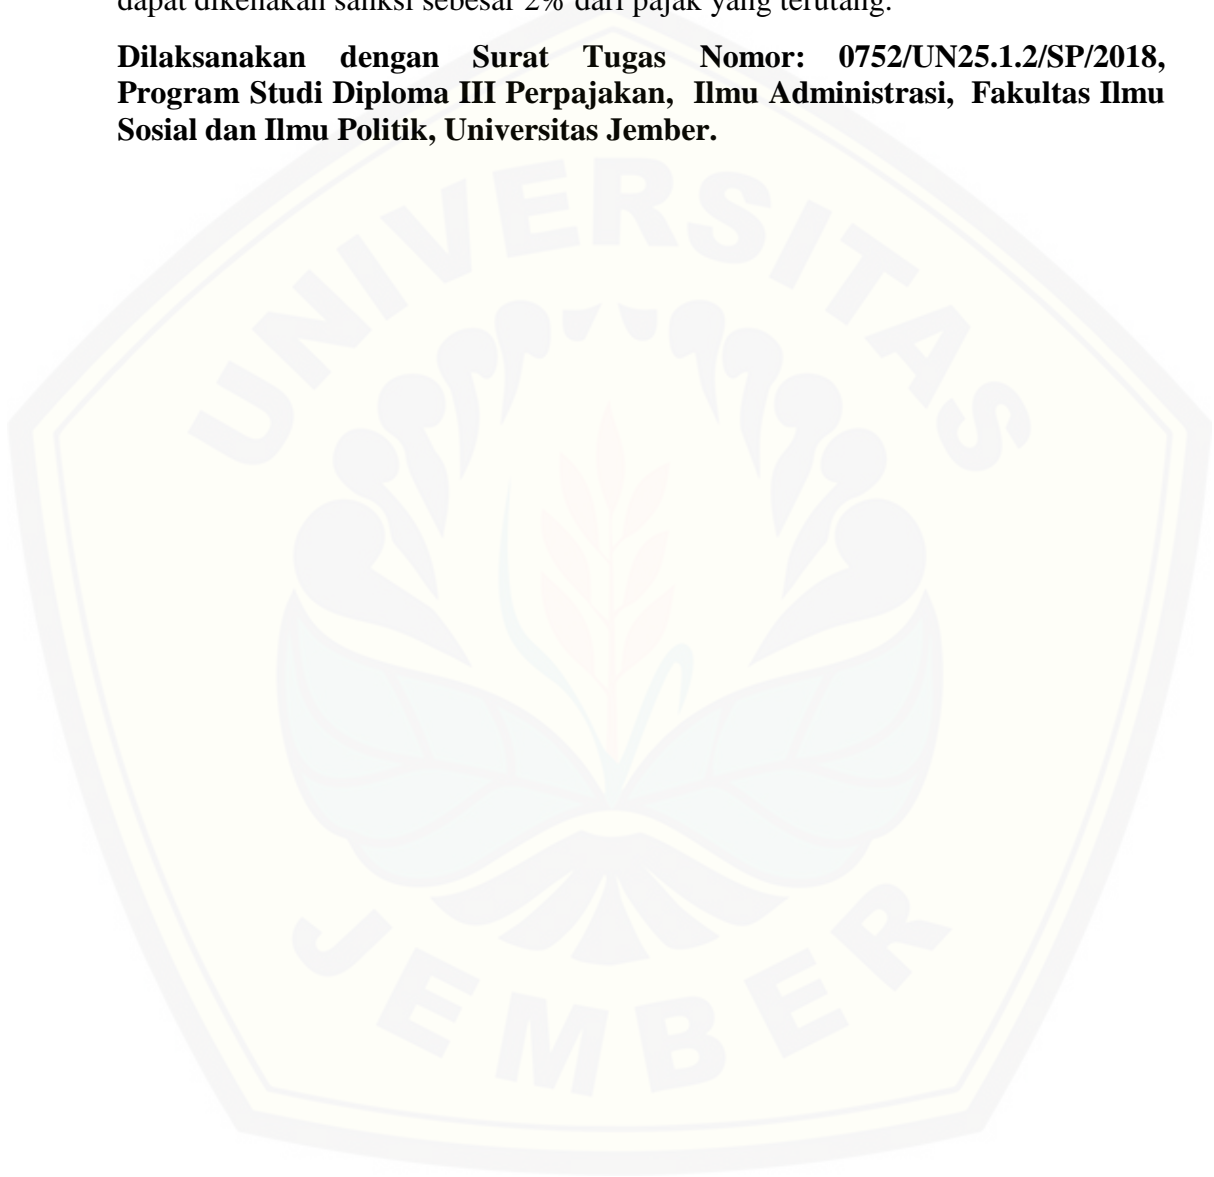 dapat dikenakan sanksi sebesar 2% dari pajak yang terutang.
Dilaksanakan dengan Surat Tugas Nomor: 0752/UN25.1.2/SP/2018,
Program Studi Diploma III Perpajakan, Ilmu Administrasi, Fakultas Ilmu
Sosial dan Ilmu Politik, Universitas Jember.
UNIVERSITAS
JEMBER